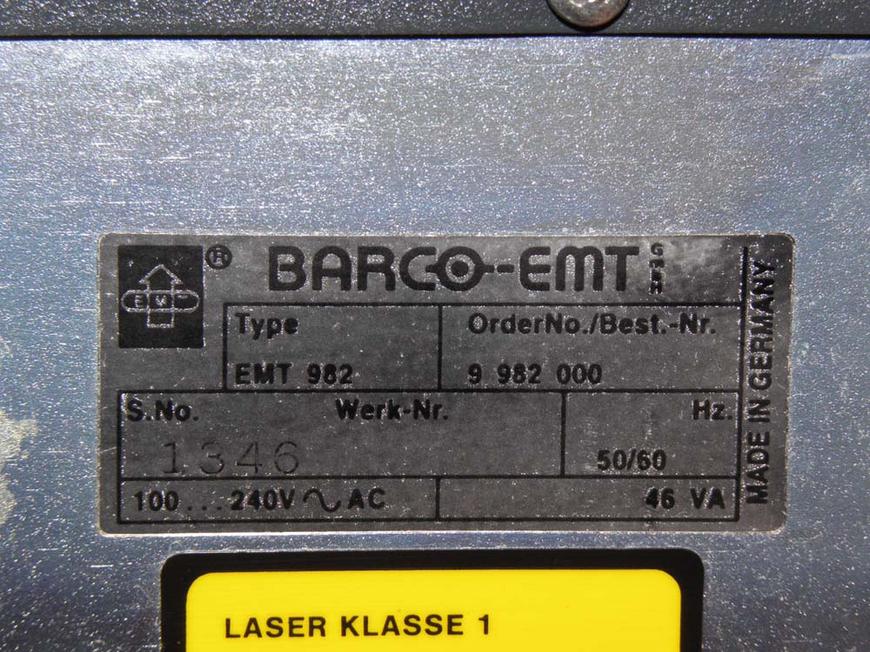 EMT
®
BARCO-EMT GMBH
Type
EMT 982
OrderNo./Best.-Nr.
9 982 000
S.No. Werk-Nr.
1346
Hz.
50/60
100...240V ~ AC
46 VA
MADE IN GERMANY
LASER KLASSE 1